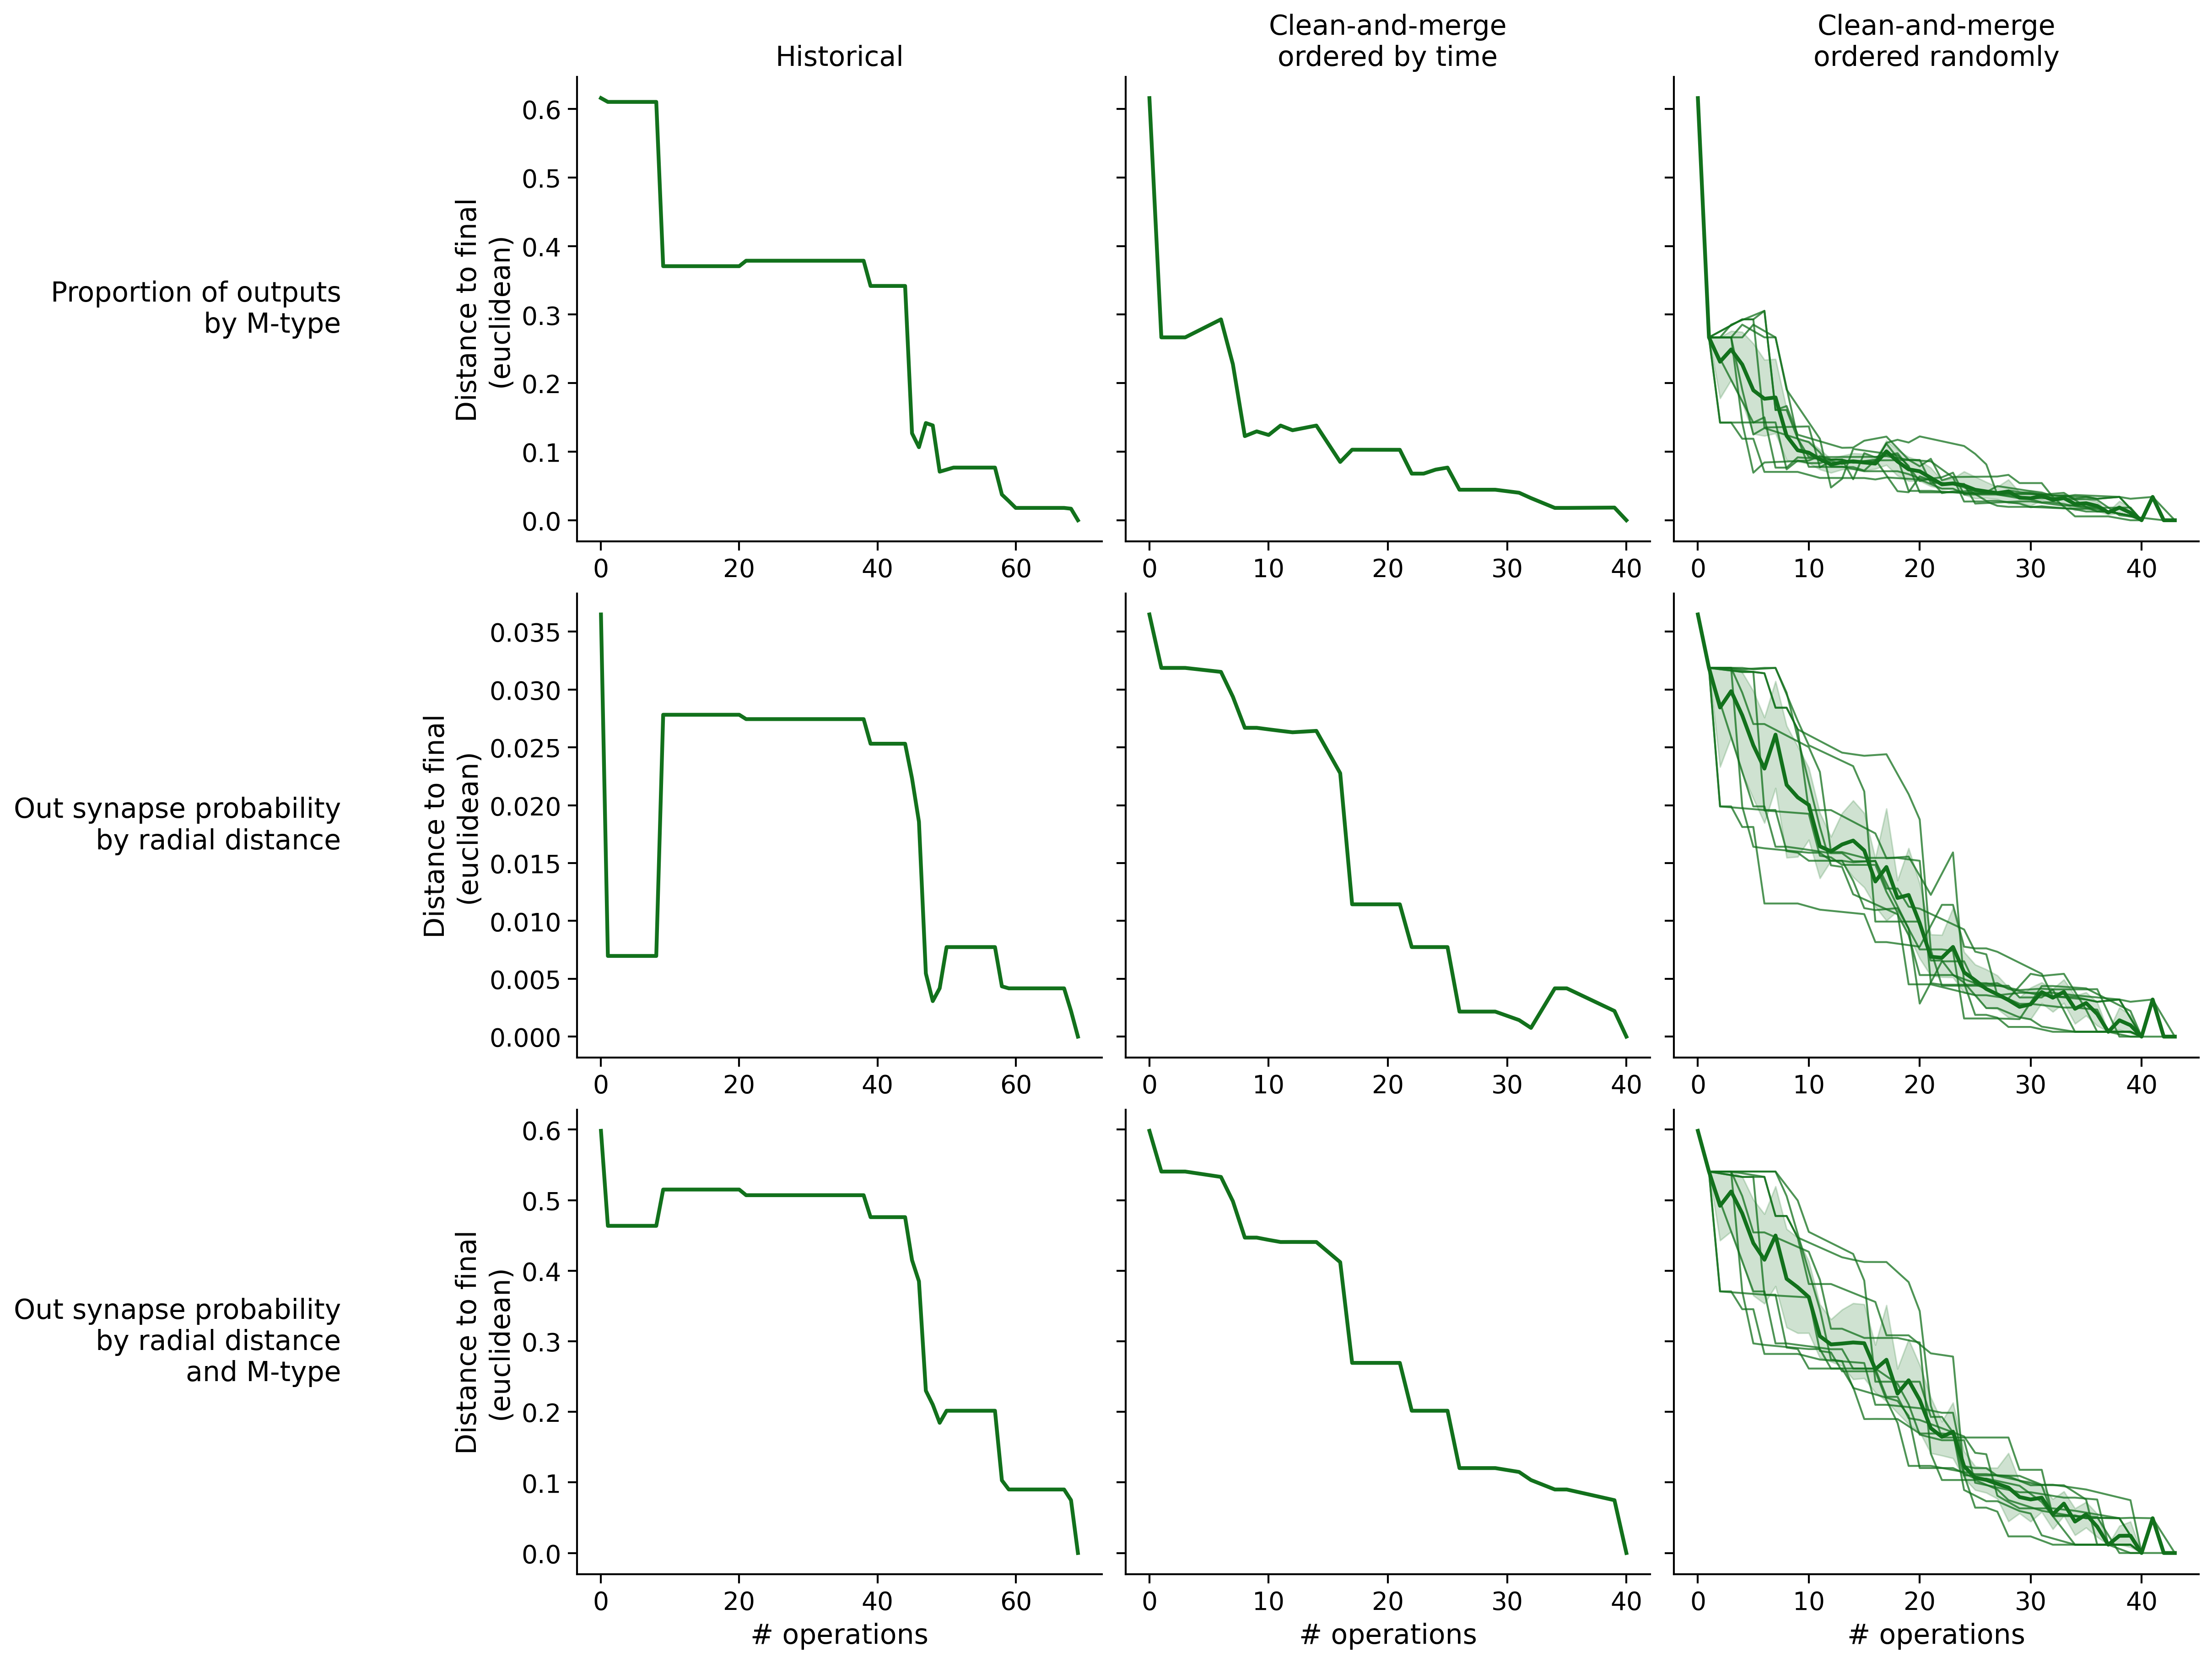 Historical
Clean-and-merge
ordered by time
Clean-and-merge
ordered randomly
Proportion of outputs
by M-type
Distance to final
(euclidean)
0.6
0.5
0.4
0.3
0.2
0.1
0.0
0 20 40 60
0 10 20 30 40
0 10 20 30 40
Out synapse probability
by radial distance
Distance to final
(euclidean)
0.035
0.030
0.025
0.020
0.015
0.010
0.005
0.000
0 20 40 60
0 10 20 30 40
0 10 20 30 40
Out synapse probability
by radial distance
and M-type
Distance to final
(euclidean)
0.6
0.5
0.4
0.3
0.2
0.1
0.0
0 20 40 60
0 10 20 30 40
0 10 20 30 40
# operations
# operations
# operations